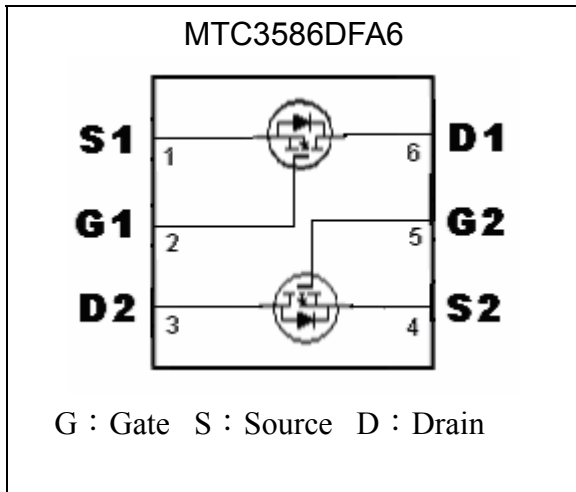 MTC3586DFA6
S1 1 6 D1
G1 2 5 G2
D2 3 4 S2
G：Gate S：Source D：Drain